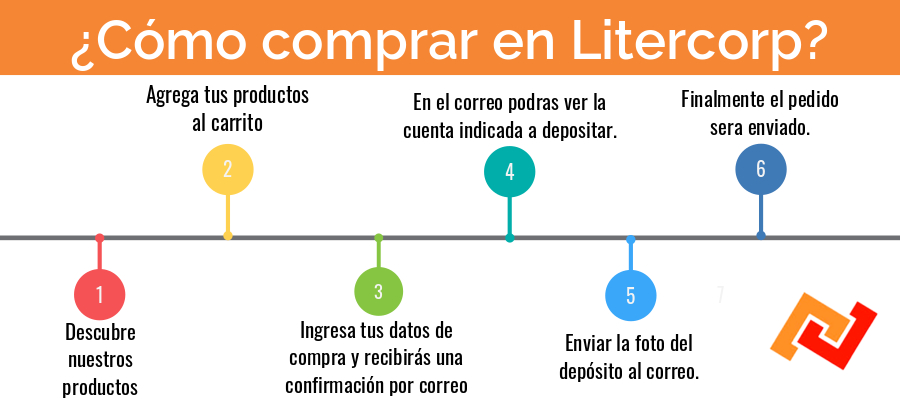 ¿Cómo comprar en Litercorp?
1
Descubre
nuestros
productos
2
Agrega tus productos
al carrito
3
Ingresa tus datos de
compra y recibirás una
confirmación por correo
4
En el correo podras ver la
cuenta indicada a depositar.
5
Enviar la foto del
depósito al correo.
6
Finalmente el pedido
sera enviado.
7